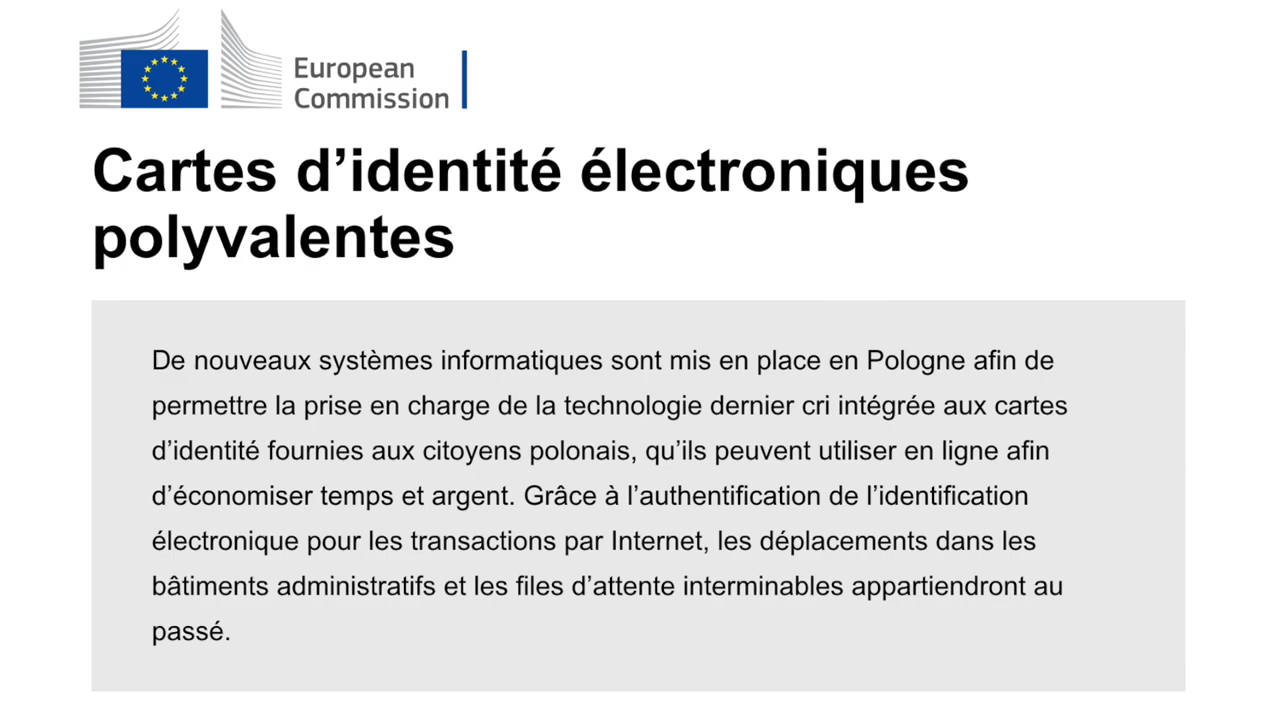 European
Commission
Cartes d’identité électroniques
polyvalentes
De nouveaux systèmes informatiques sont mis en place en Pologne afin de
permettre la prise en charge de la technologie dernier cri intégrée aux cartes
d’identité fournies aux citoyens polonais, qu’ils peuvent utiliser en ligne afin
d’économiser temps et argent. Grâce à l’authentification de l’identification
électronique pour les transactions par Internet, les déplacements dans les
bâtiments administratifs et les files d’attente interminables appartiendront au
passé.